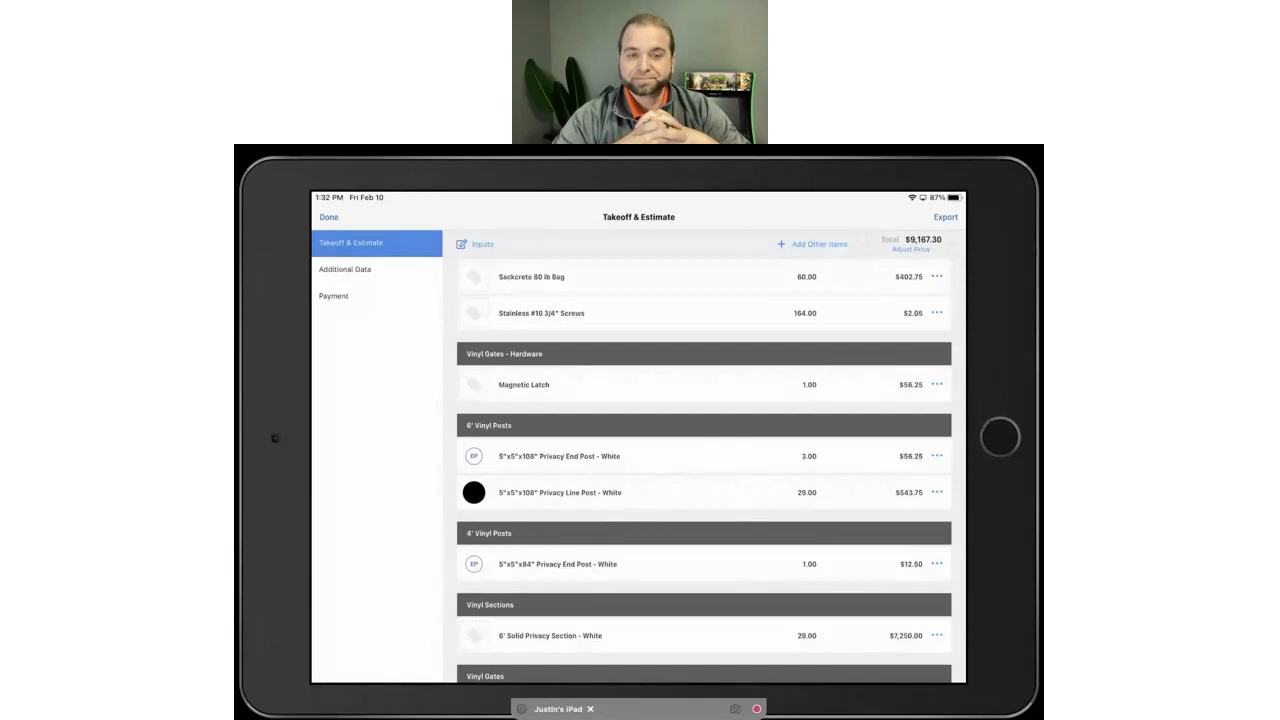 1:32 PM Fri Feb 10
87%
Done
Takeoff & Estimate
Export
Takeoff & Estimate
Inputs
Add Other Items
Total $9,167.30
Adjust Price
Additional Data
Payment
Sackcrete 80 lb Bag 60.00 $402.75
Stainless #10 3/4" Screws 164.00 $2.05
Vinyl Gates - Hardware
Magnetic Latch 1.00 $56.25
6' Vinyl Posts
EP 5"x5"x108" Privacy End Post - White 3.00 $56.25
5"x5"x108" Privacy Line Post - White 29.00 $543.75
4' Vinyl Posts
EP 5"x5"x84" Privacy End Post - White 1.00 $12.50
Vinyl Sections
6' Solid Privacy Section - White 29.00 $7,250.00
Vinyl Gates
Justin's iPad